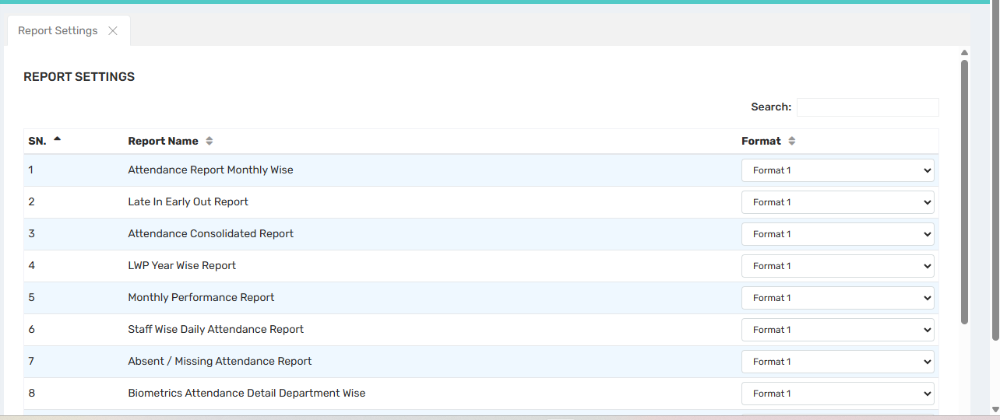 Report Settings
REPORT SETTINGS
Search:
SN. Report Name Format
1 Attendance Report Monthly Wise Format 1
2 Late In Early Out Report Format 1
3 Attendance Consolidated Report Format 1
4 LWP Year Wise Report Format 1
5 Monthly Performance Report Format 1
6 Staff Wise Daily Attendance Report Format 1
7 Absent / Missing Attendance Report Format 1
8 Biometrics Attendance Detail Department Wise Format 1